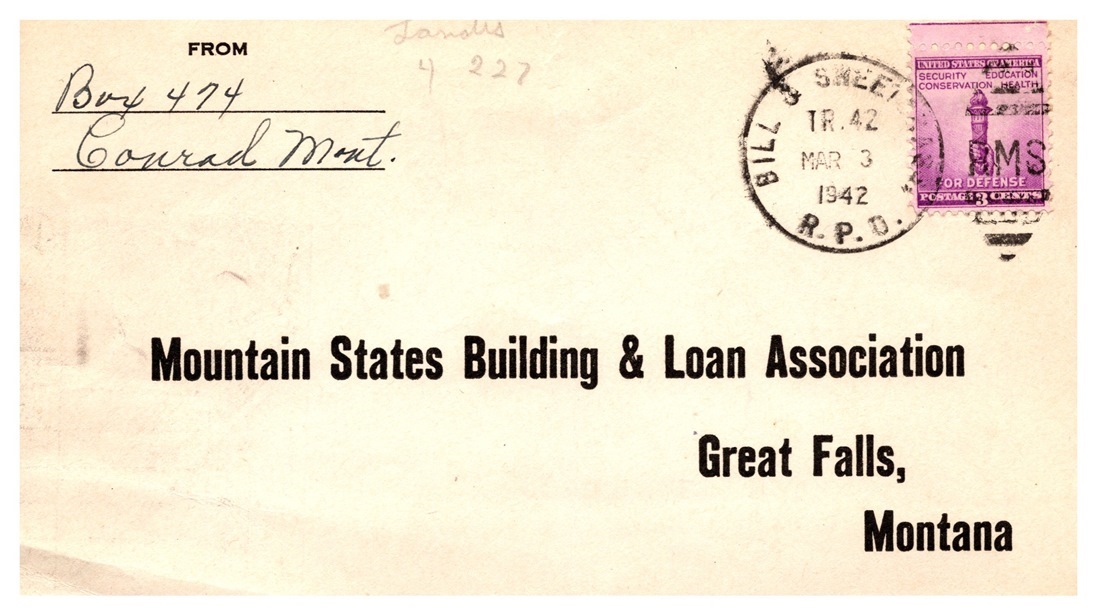 FROM
Box 474
Conrad Mont.
4 227
BILL & SWEET
TR. 42
MAR 3
1942
R.P.O.
UNITED STATES OF AMERICA
SECURITY EDUCATION
CONSERVATION HEALTH
RMS
FOR DEFENSE
POSTAGE 3 CENTS
Mountain States Building & Loan Association
Great Falls,
Montana